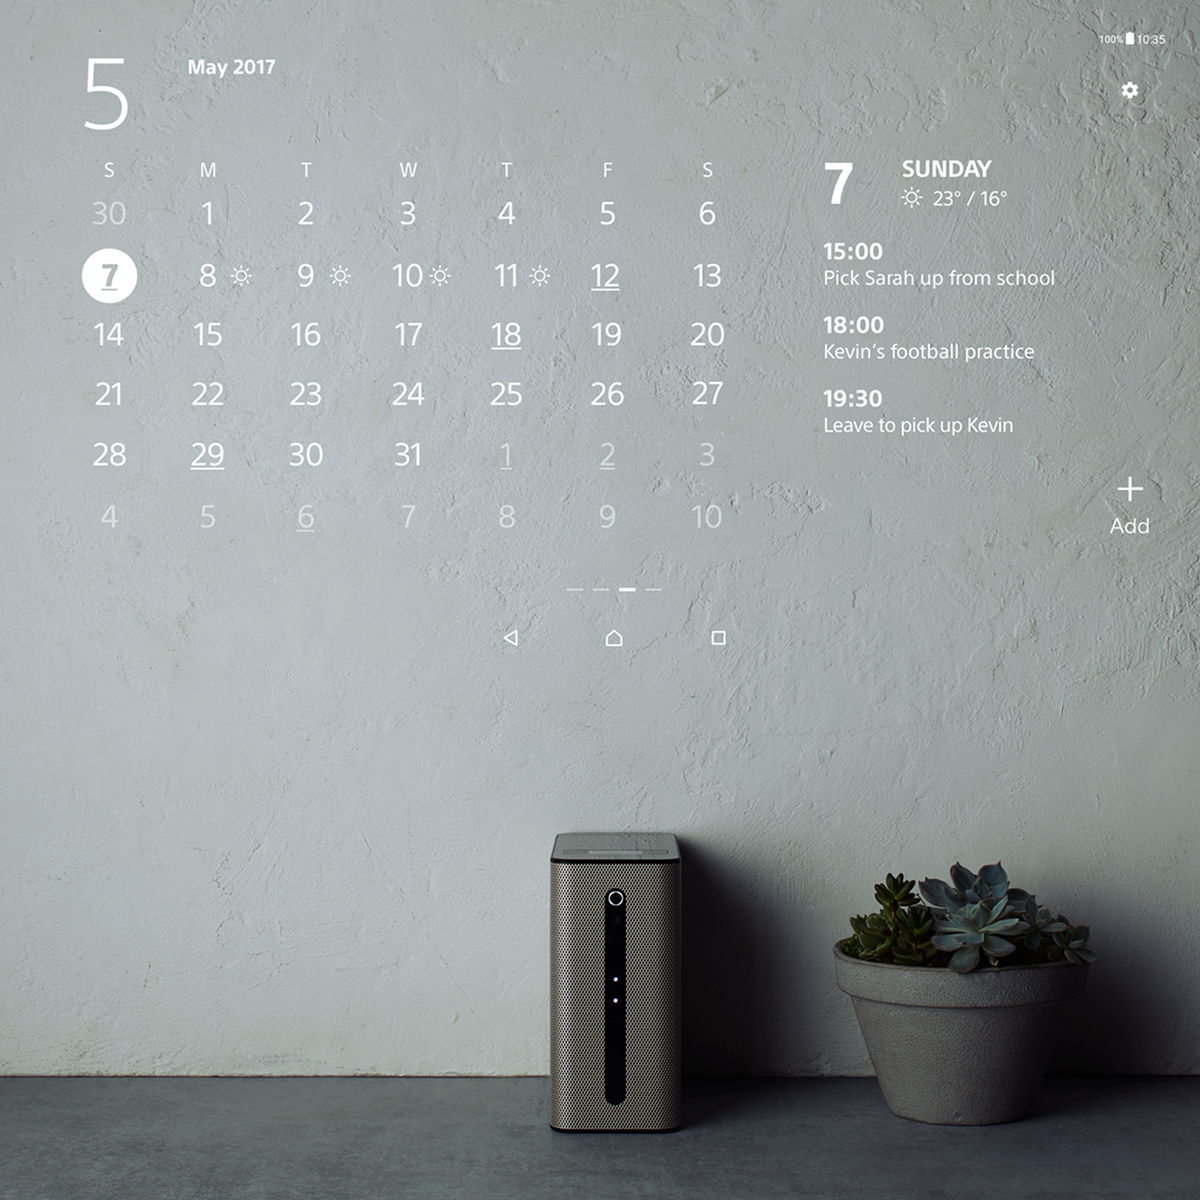 100% 10:35
5 May 2017
S M T W T F S
30 1 2 3 4 5 6
7 8 9 10 11 12 13
14 15 16 17 18 19 20
21 22 23 24 25 26 27
28 29 30 31 1 2 3
4 5 6 7 8 9 10
7 SUNDAY
23° / 16°
15:00
Pick Sarah up from school
18:00
Kevin’s football practice
19:30
Leave to pick up Kevin
Add